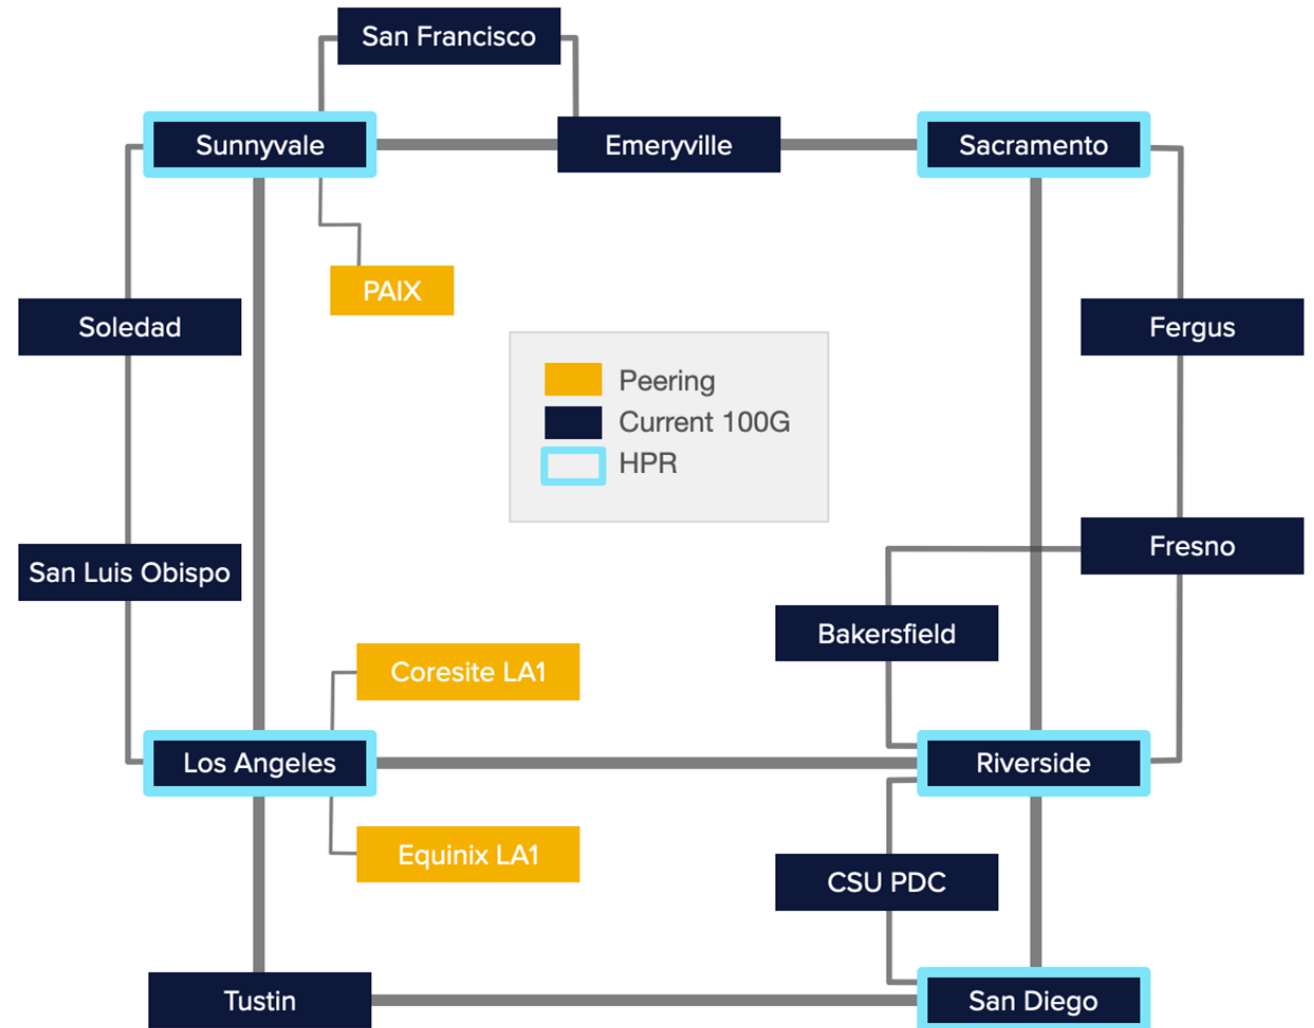 San Francisco
Sunnyvale
Emeryville
Sacramento
PAIX
Soledad
Fergus
Peering
Current 100G
HPR
Fresno
San Luis Obispo
Bakersfield
Coresite LA1
Los Angeles
Riverside
Equinix LA1
CSU PDC
Tustin
San Diego